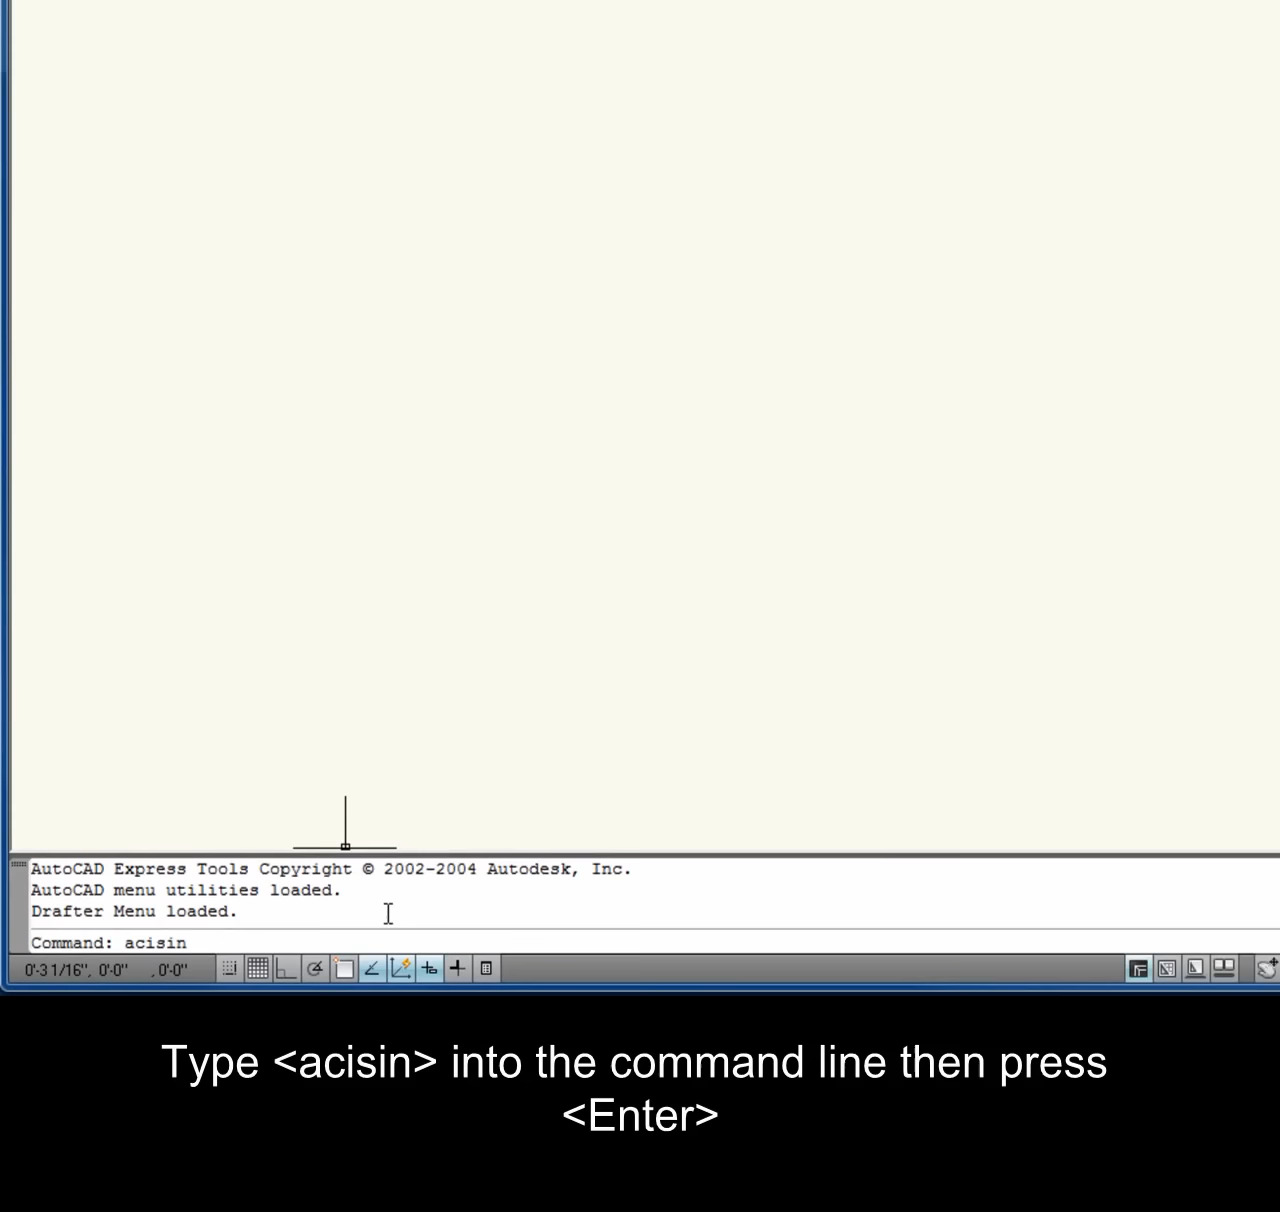 AutoCAD Express Tools Copyright © 2002-2004 Autodesk, Inc.
AutoCAD menu utilities loaded.
Drafter Menu loaded.
Command: acisin
0'-3 1/16", 0'-0" , 0'-0"
Type <acisin> into the command line then press
<Enter>